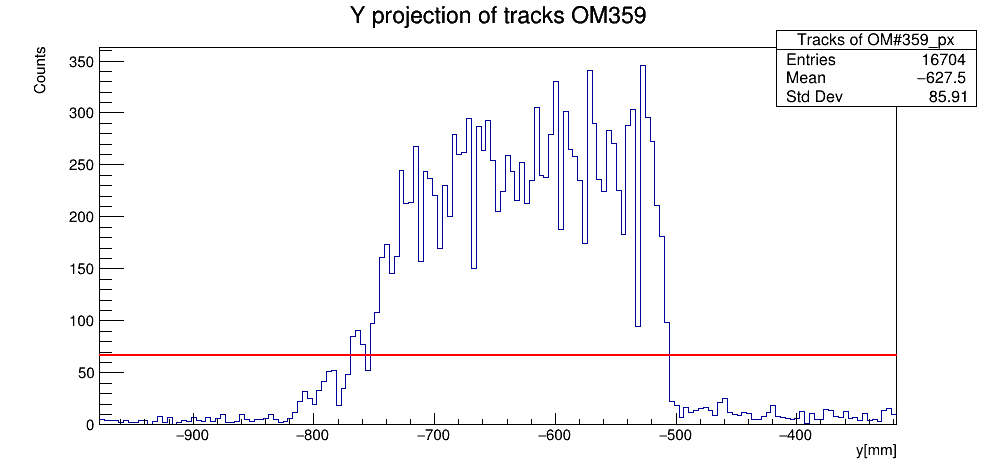 Y projection of tracks OM359
Tracks of OM#359_px
Entries 16704
Mean −627.5
Std Dev 85.91
Counts
350
300
250
200
150
100
50
0
−900 −800 −700 −600 −500 −400
y[mm]